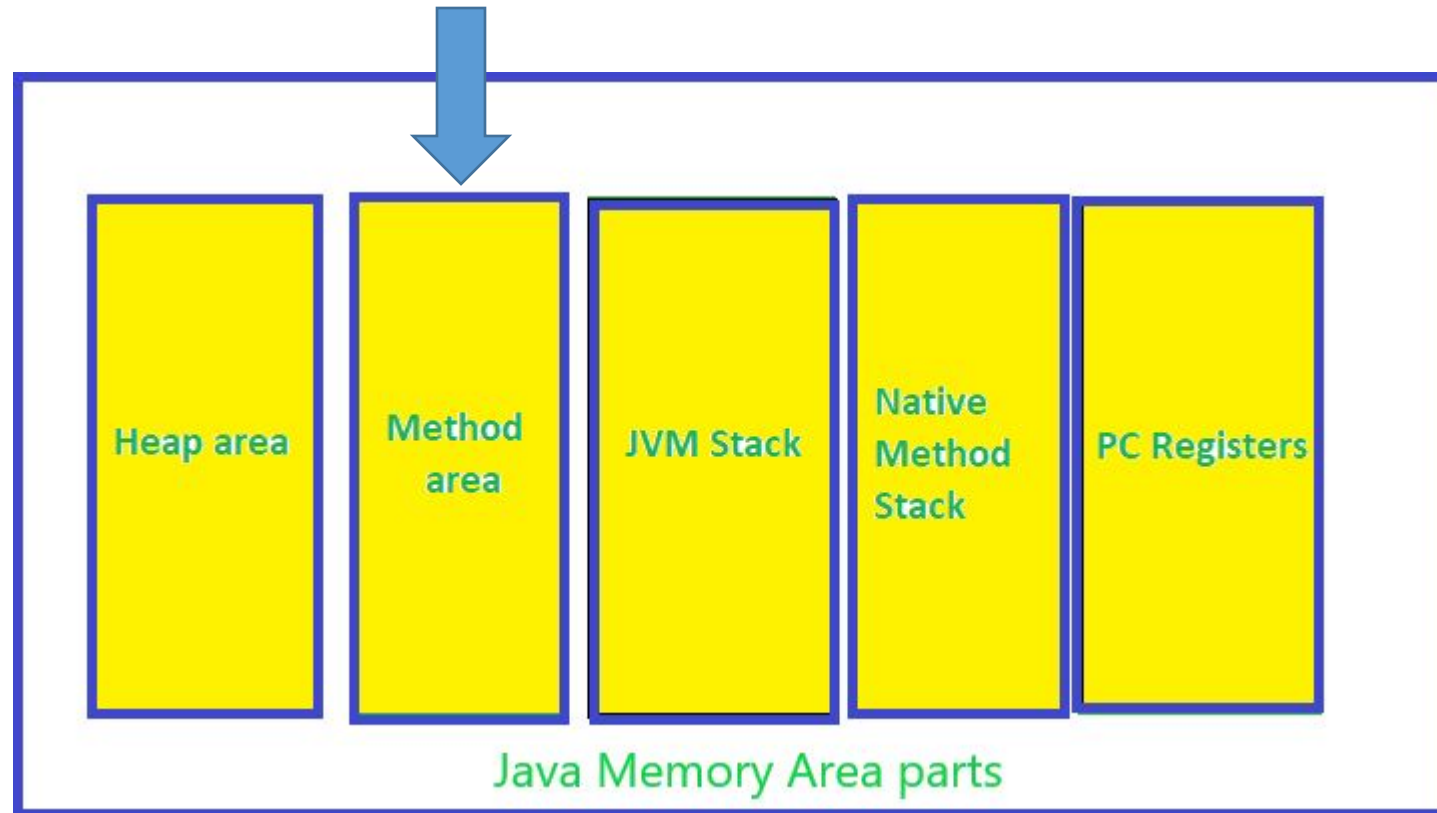 Heap area
Method
area
JVM Stack
Native
Method
Stack
PC Registers
Java Memory Area parts